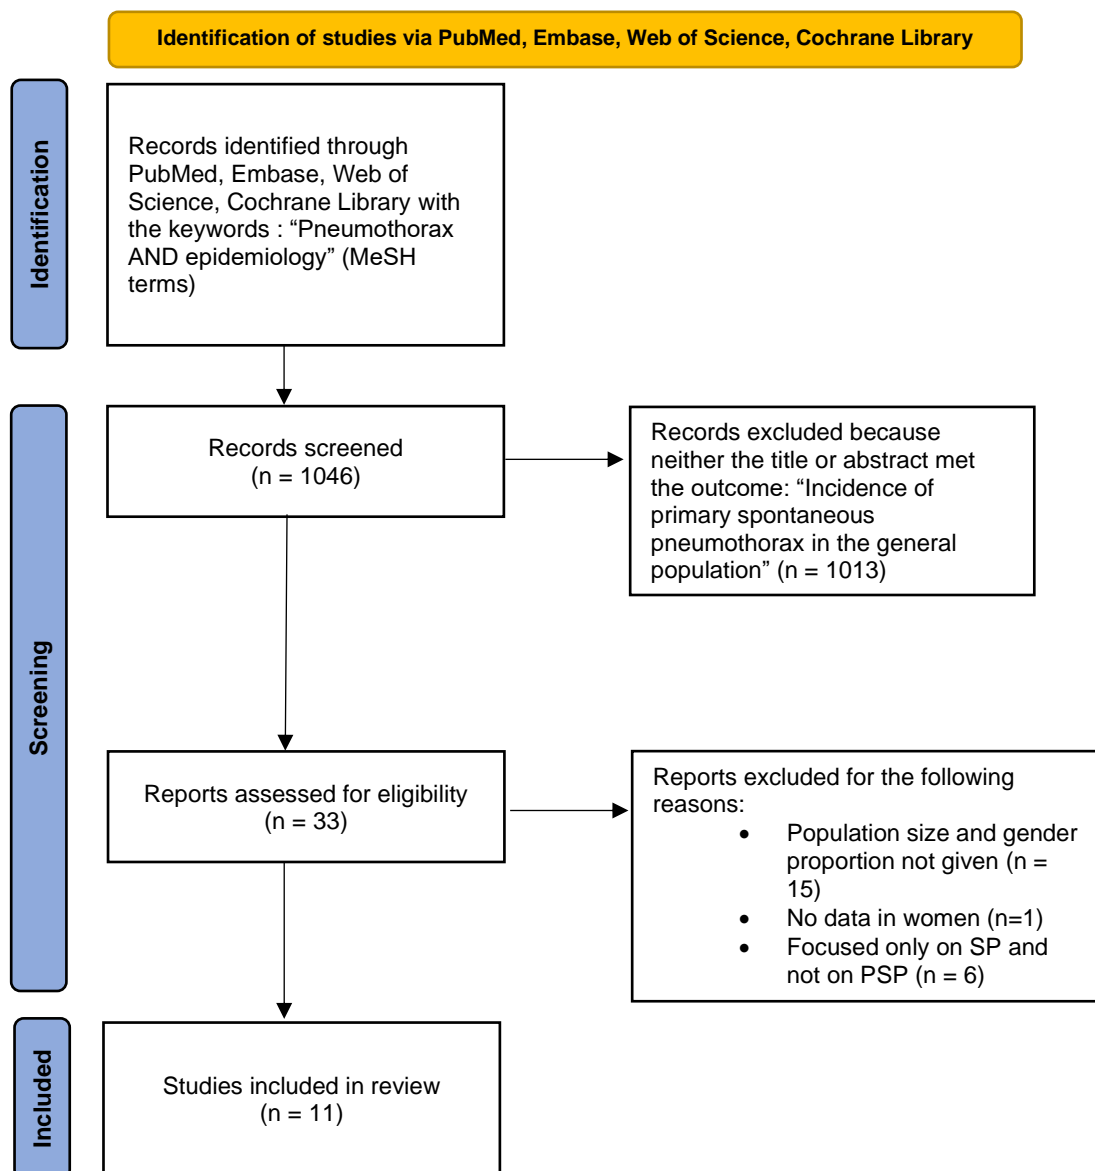 Identification of studies via PubMed, Embase, Web of Science, Cochrane Library
Identification
Records identified through
PubMed, Embase, Web of
Science, Cochrane Library with
the keywords : “Pneumothorax
AND epidemiology” (MeSH
terms)
Screening
Records screened
(n = 1046)
Records excluded because
neither the title or abstract met
the outcome: “Incidence of
primary spontaneous
pneumothorax in the general
population” (n = 1013)
Reports assessed for eligibility
(n = 33)
Reports excluded for the following
reasons:
• Population size and gender
proportion not given (n =
15)
• No data in women (n=1)
• Focused only on SP and
not on PSP (n = 6)
Included
Studies included in review
(n = 11)